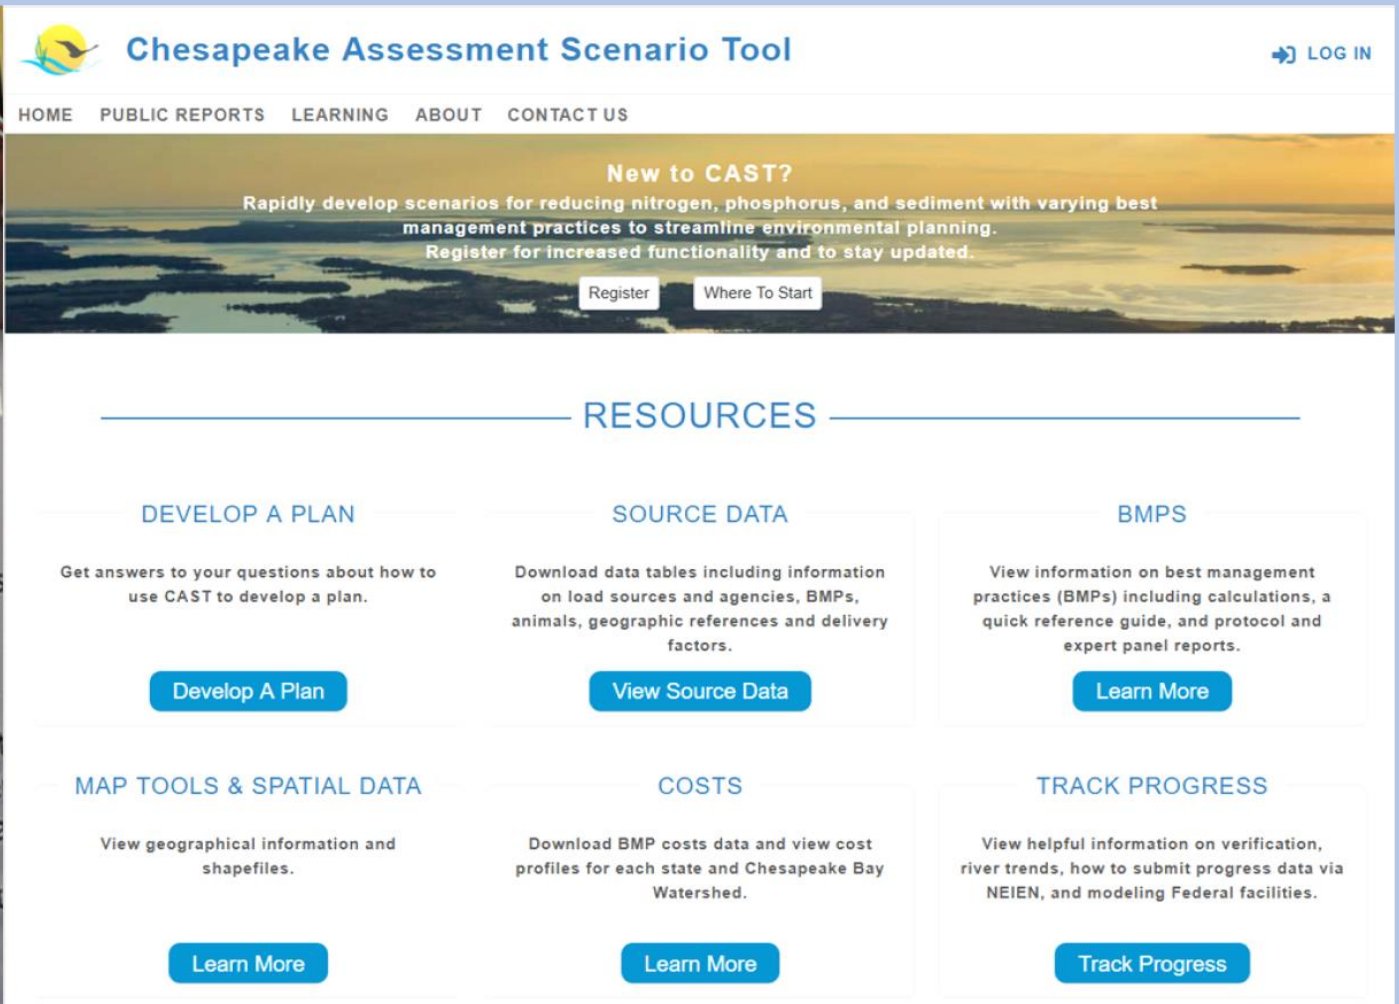 Chesapeake Assessment Scenario Tool
LOG IN
HOME PUBLIC REPORTS LEARNING ABOUT CONTACT US
New to CAST?
Rapidly develop scenarios for reducing nitrogen, phosphorus, and sediment with varying best
management practices to streamline environmental planning.
Register for increased functionality and to stay updated.
Register Where To Start
RESOURCES
DEVELOP A PLAN
Get answers to your questions about how to
use CAST to develop a plan.
Develop A Plan
SOURCE DATA
Download data tables including information
on load sources and agencies, BMPs,
animals, geographic references and delivery
factors.
View Source Data
BMPS
View information on best management
practices (BMPs) including calculations, a
quick reference guide, and protocol and
expert panel reports.
Learn More
MAP TOOLS & SPATIAL DATA
View geographical information and
shapefiles.
Learn More
COSTS
Download BMP costs data and view cost
profiles for each state and Chesapeake Bay
Watershed.
Learn More
TRACK PROGRESS
View helpful information on verification,
river trends, how to submit progress data via
NEIEN, and modeling Federal facilities.
Track Progress